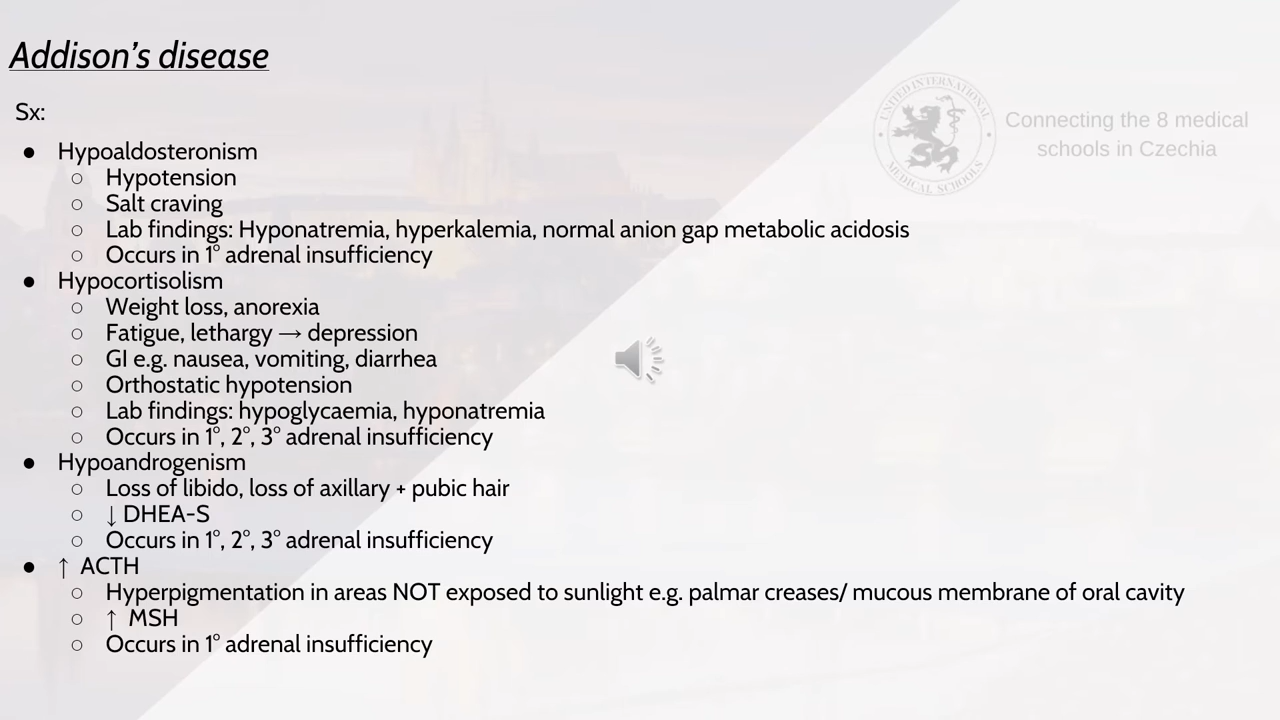 Addison's disease
Sx:
● Hypoaldosteronism
○ Hypotension
○ Salt craving
○ Lab findings: Hyponatremia, hyperkalemia, normal anion gap metabolic acidosis
○ Occurs in 1° adrenal insufficiency
● Hypocortisolism
○ Weight loss, anorexia
○ Fatigue, lethargy → depression
○ GI e.g. nausea, vomiting, diarrhea
○ Orthostatic hypotension
○ Lab findings: hypoglycaemia, hyponatremia
○ Occurs in 1°, 2°, 3° adrenal insufficiency
● Hypoandrogenism
○ Loss of libido, loss of axillary + pubic hair
○ ↓ DHEA-S
○ Occurs in 1°, 2°, 3° adrenal insufficiency
● ↑ ACTH
○ Hyperpigmentation in areas NOT exposed to sunlight e.g. palmar creases/ mucous membrane of oral cavity
○ ↑ MSH
○ Occurs in 1° adrenal insufficiency
UNITED INTERNATIONAL
MEDICAL SCHOOLS
Connecting the 8 medical
schools in Czechia